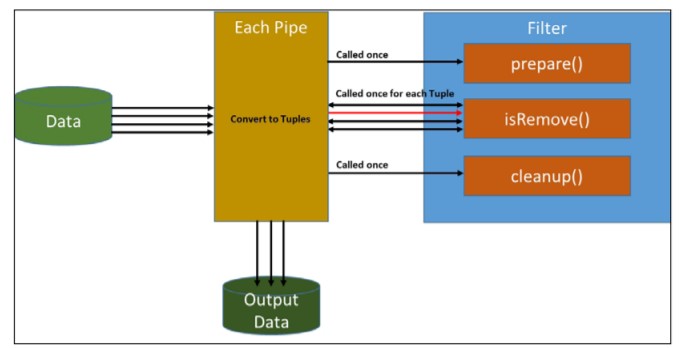 Each Pipe
Filter
Called once
prepare()
Called once for each Tuple
Data
Convert to Tuples
isRemove()
Called once
cleanup()
Output
Data